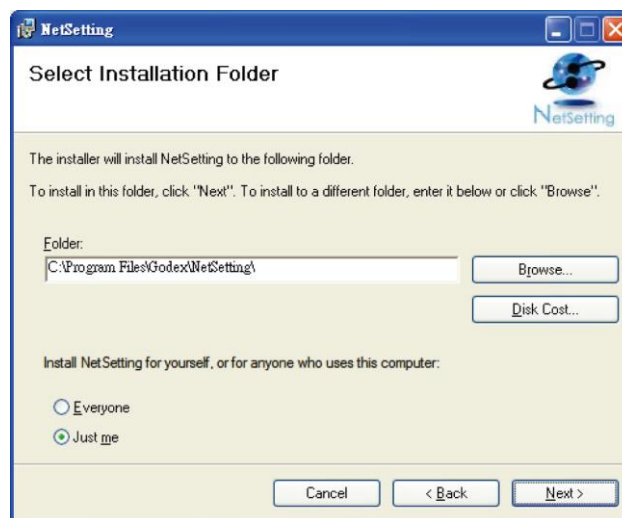 NetSetting
Select Installation Folder
NetSetting
The installer will install NetSetting to the following folder.
To install in this folder, click "Next". To install to a different folder, enter it below or click "Browse".
Folder:
C:\Program Files\Godex\NetSetting\
Browse...
Disk Cost...
Install NetSetting for yourself, or for anyone who uses this computer:
Everyone
Just me
Cancel
< Back
Next >